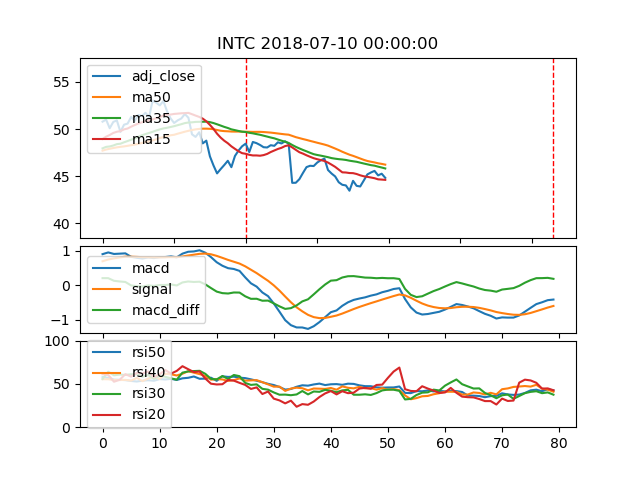 INTC 2018-07-10 00:00:00
55
50
45
40
adj_close
ma50
ma35
ma15
1
0
−1
macd
signal
macd_diff
100
50
0
rsi50
rsi40
rsi30
rsi20
0 10 20 30 40 50 60 70 80